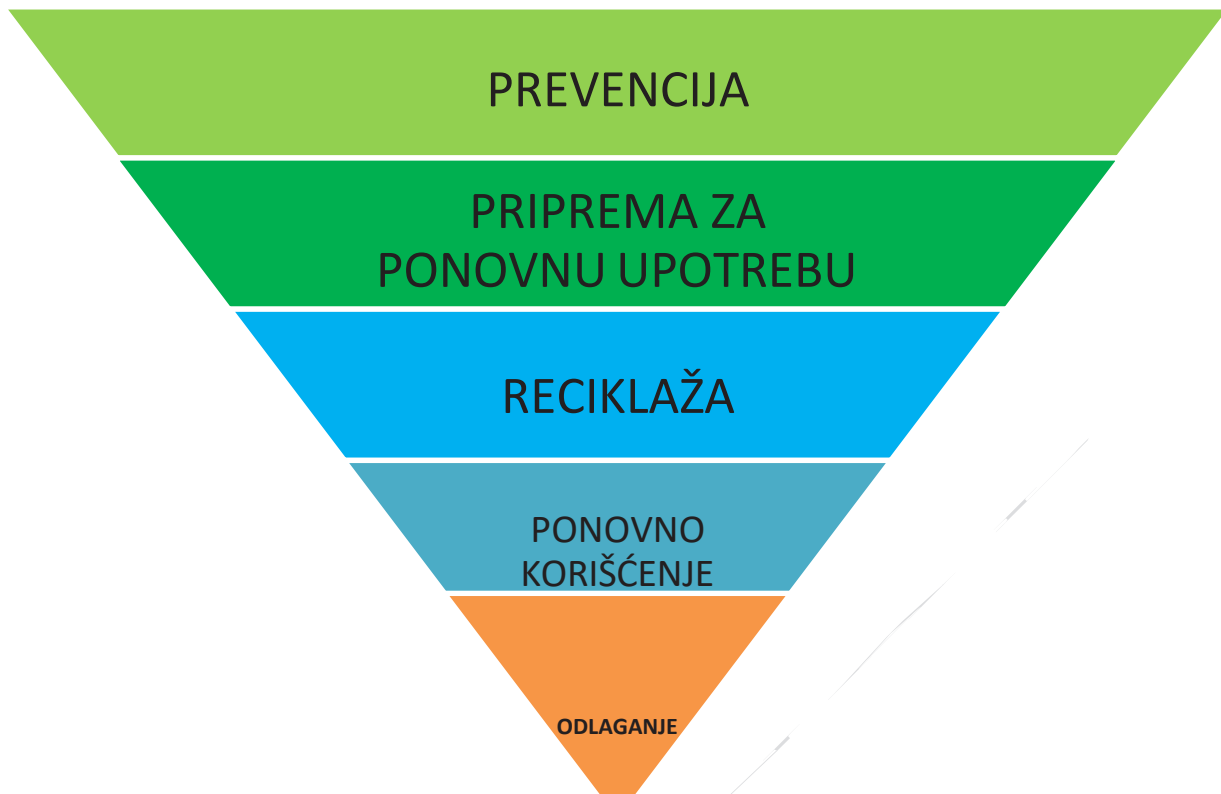 PREVENCIJA
PRIPREMA ZA
PONOVNU UPOTREBU
RECIKLAŽA
PONOVNO
KORIŠĆENJE
ODLAGANJE